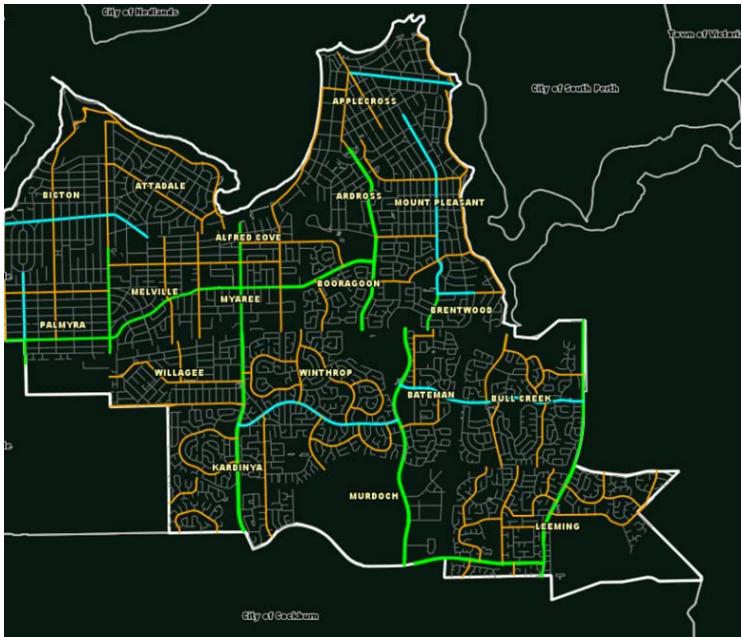 City of Nedlands
Town of Victoria
City of South Perth
APPLECROSS
ATTADALE
BICTON
ARDROSS
MOUNT PLEASANT
ALFRED COVE
BOORAGOON
MELVILLE
MYAREE
BRENTWOOD
PALMYRA
WILLAGEE
WINTHROP
BATEMAN
BULL CREEK
KARDINYA
MURDOCH
LEEMING
City of Cockburn